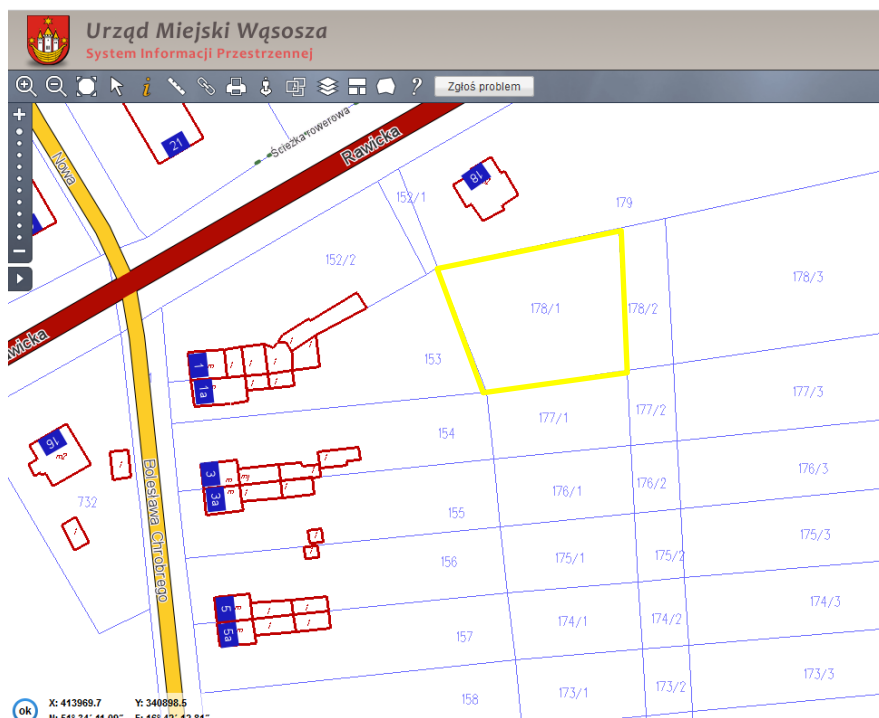 Urząd Miejski Wąsosza
System Informacji Przestrzennej
Zgłoś problem
21
Ścieżka rowerowa
Rawicka
Nowa
18
152/1
179
152/2
178/3
178/1
178/2
153
1
1a
177/3
177/1
177/2
154
16
m2
3
3a
176/3
176/1
176/2
732
155
Bolesława Chrobrego
175/3
175/1
175/2
156
5
5a
174/3
174/1
174/2
157
173/3
173/1
173/2
158
ok
X: 413969.7
Y: 340898.5